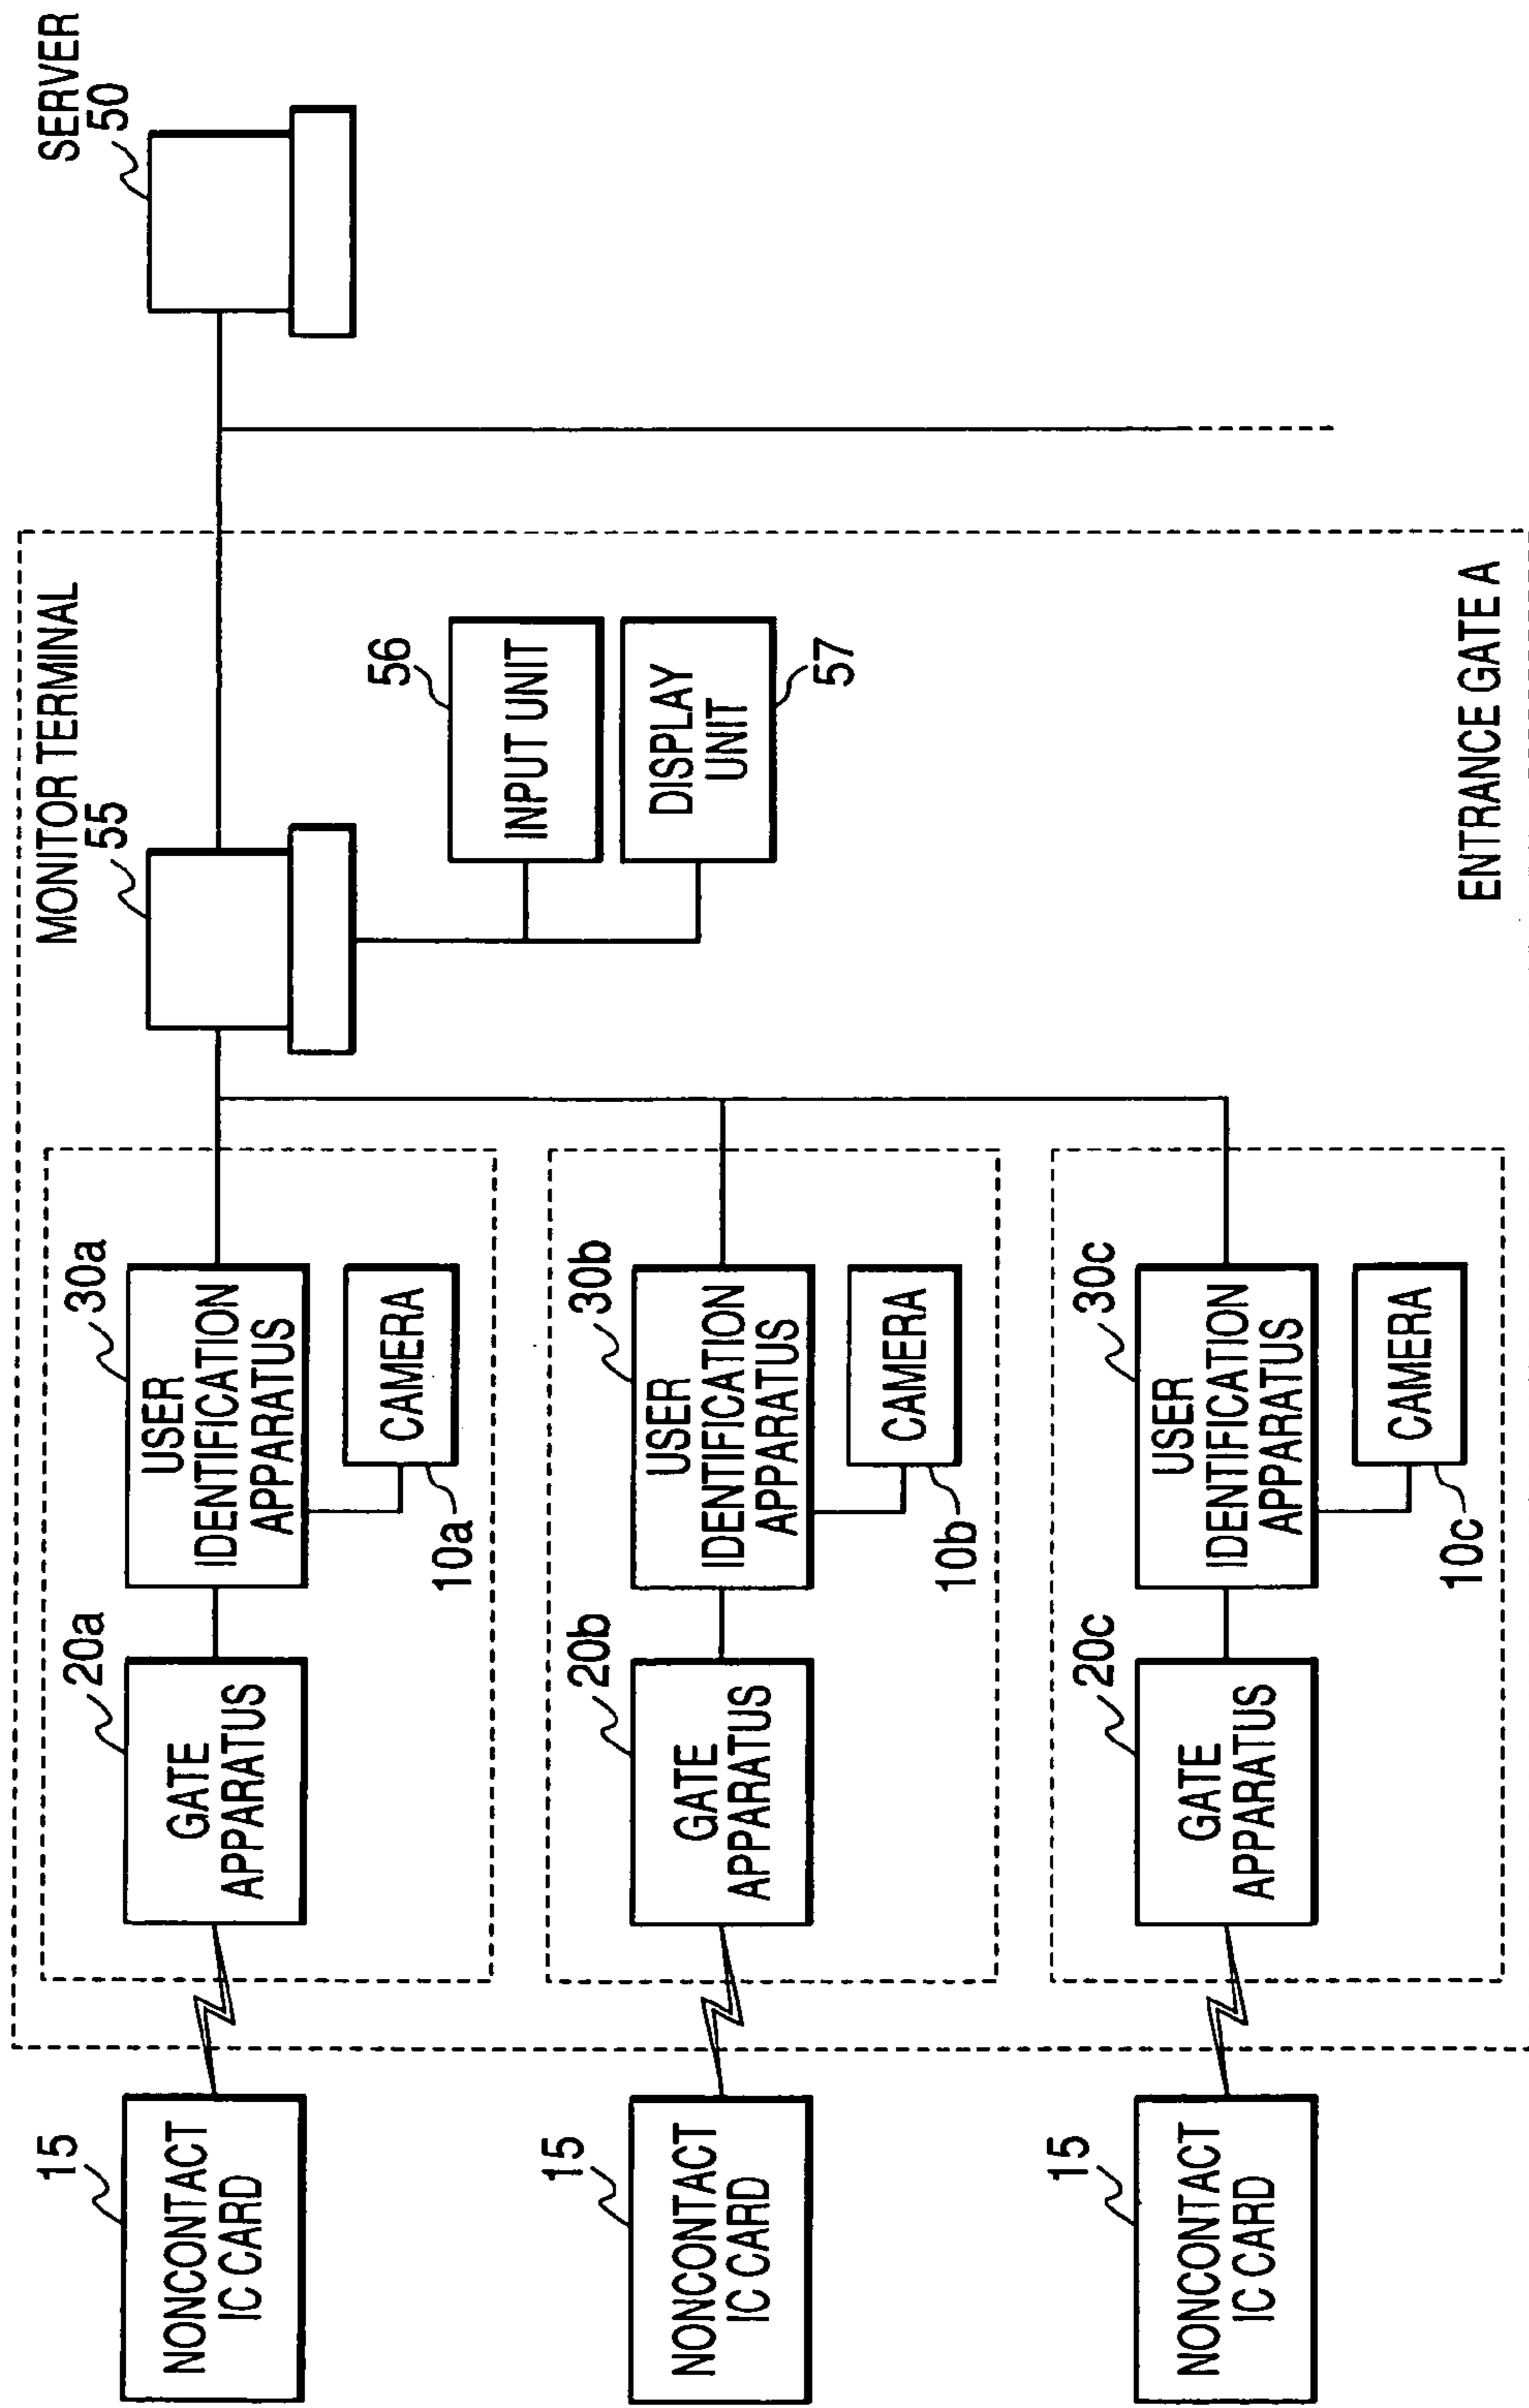 SERVER
50
MONITOR TERMINAL
55
56
INPUT UNIT
DISPLAY
UNIT
57
ENTRANCE GATE A
30a
USER
IDENTIFICATION
APPARATUS
CAMERA
10a
20a
GATE
APPARATUS
15
NONCONTACT
IC CARD
30b
USER
IDENTIFICATION
APPARATUS
CAMERA
10b
20b
GATE
APPARATUS
15
NONCONTACT
IC CARD
30c
USER
IDENTIFICATION
APPARATUS
CAMERA
10c
20c
GATE
APPARATUS
15
NONCONTACT
IC CARD